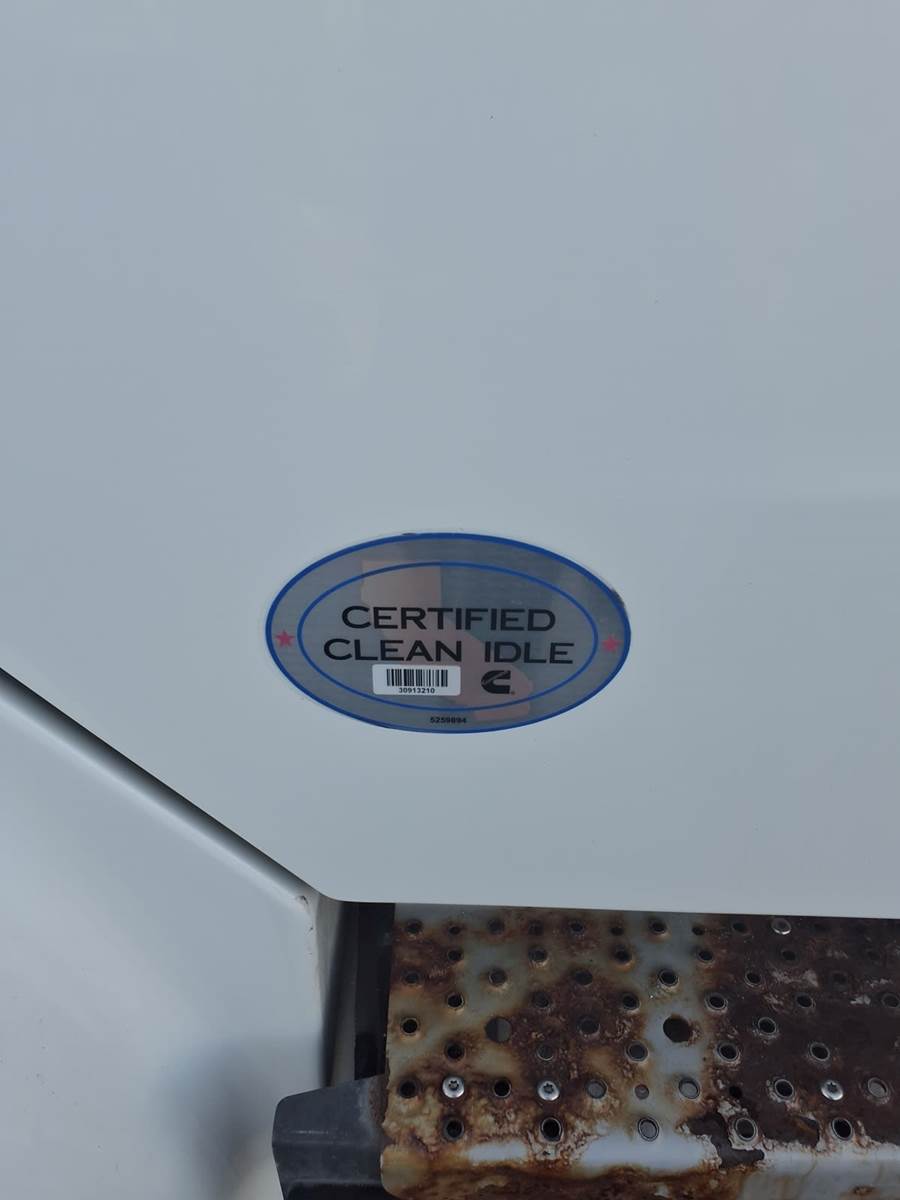 CERTIFIED
CLEAN IDLE
30913210
5259894